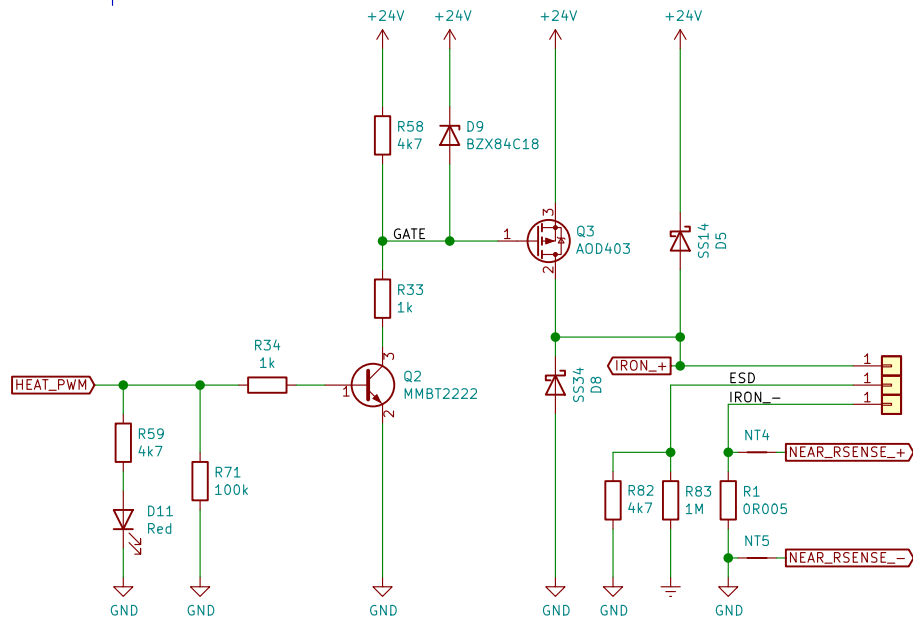 +24V
+24V
+24V
+24V
R58
4k7
D9
BZX84C18
GATE
1
3
2
Q3
AOD403
SS14
D5
R33
1k
R34
1k
HEAT_PWM
1
3
2
Q2
MMBT2222
SS34
D8
IRON_+
1
ESD
1
IRON_-
1
R59
4k7
R71
100k
D11
Red
R82
4k7
R83
1M
R1
0R005
NT4
NEAR_RSENSE_+
NT5
NEAR_RSENSE_-
GND
GND
GND
GND
GND
GND